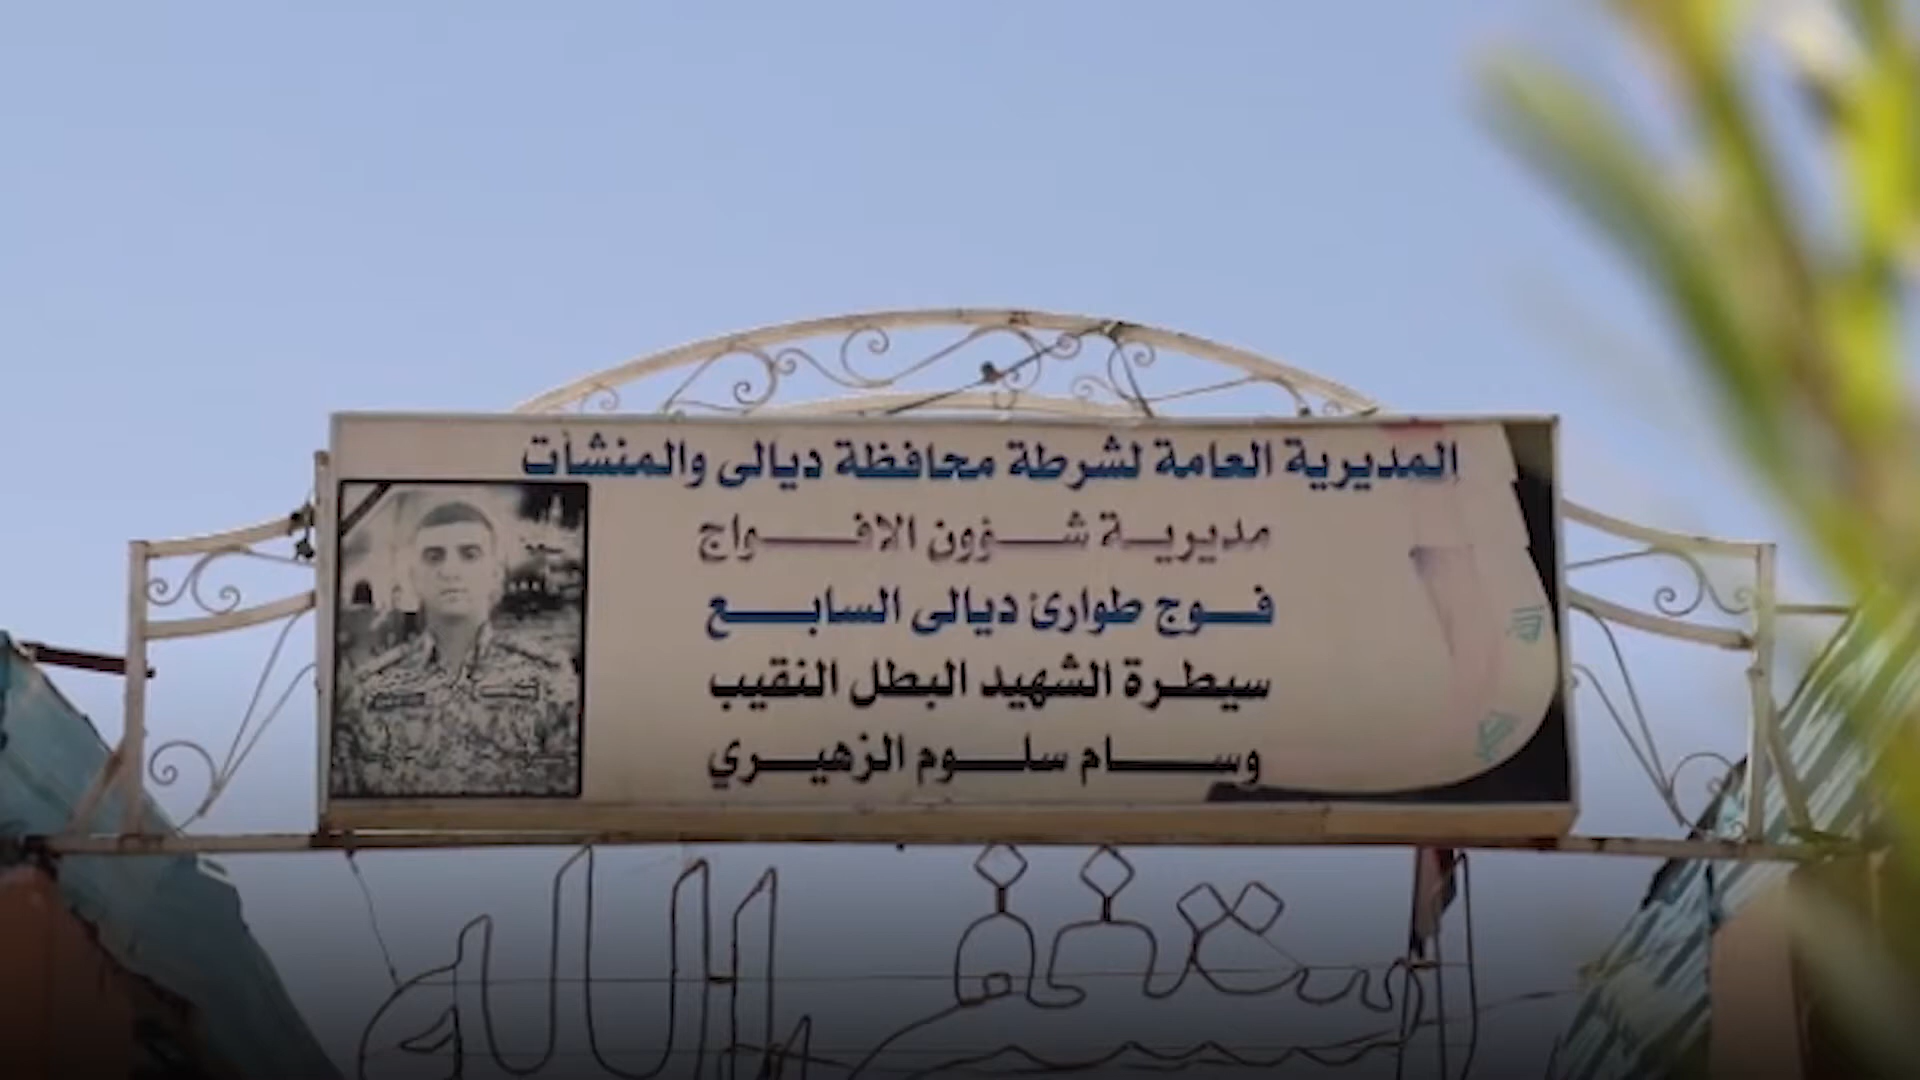 المديرية العامة لشرطة محافظة ديالى والمنشأت
مديرية شؤون الافواج
فوج طوارئ ديالى السابع
سيطرة الشهيد البطل النقيب
وسام سلوم الزهيري
استغفر الله